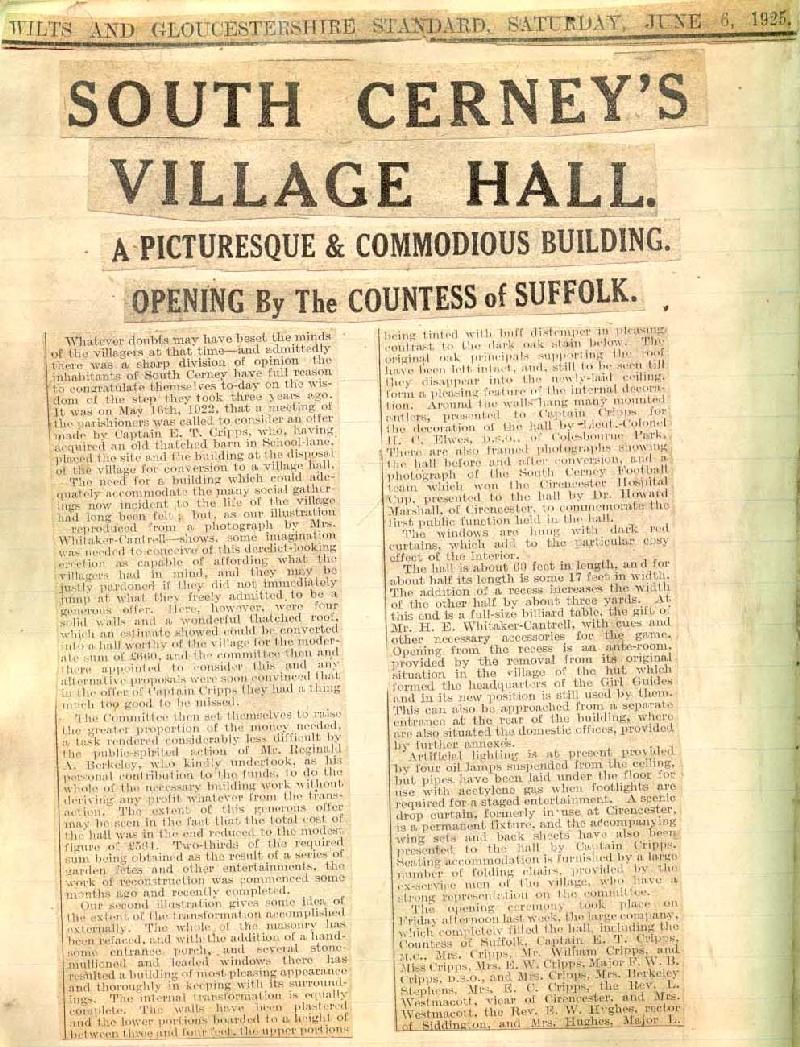 WILTS AND GLOUCESTERSHIRE STANDARD, SATURDAY, JUNE 6, 1925.
SOUTH CERNEY'S
VILLAGE HALL.
A PICTURESQUE & COMMODIOUS BUILDING.
OPENING By The COUNTESS of SUFFOLK.
Whatever doubts may have beset the minds
of the villagers at that time—and admittedly
there was a sharp division of opinion—the
inhabitants of South Cerney have full reason
to congratulate themselves to-day on the wis-
dom of the step they took three years ago.
It was on May 16th, 1922, that a meeting of
the parishioners was called to consider an offer
made by Captain E. T. Cripps, who, having
acquired an old thatched barn in School-lane,
placed the site and the building at the disposal
of the village for conversion to a village hall.
The need for a building which could ade-
quately accommodate the many social gather-
ings now incident to the life of the village
had long been felt; but, as our illustration
—reproduced from a photograph by Mrs.
Whitaker-Cantrell—shows, some imagination
was needed to conceive of this derelict-looking
erection as capable of affording what the
villagers had in mind, and they may be
justly pardoned if they did not immediately
jump at what they freely admitted to be a
generous offer. Here, however, were four
solid walls and a wonderful thatched roof,
which an estimate showed could be converted
into a hall worthy of the village for the moder-
ate sum of £600, and the committee then and
there appointed to consider this and any
alternative proposals were soon convinced that
in the offer of Captain Cripps they had a thing
much too good to be missed.
The Committee then set themselves to raise
the greater proportion of the money needed,
a task rendered considerably less difficult by
the public-spirited action of Mr. Reginald
A. Berkeley, who kindly undertook, as his
personal contribution to the funds, to do the
whole of the necessary building work without
deriving any profit whatever from the trans-
action. The extent of this generous offer
may be seen in the fact that the total cost of
the hall was in the end reduced to the modest
figure of £561. Two-thirds of the required
sum being obtained as the result of a series of
garden fetes and other entertainments, the
work of reconstruction was commenced some
months ago and recently completed.
Our second illustration gives some idea of
the extent of the transformation accomplished
externally. The whole of the masonry has
been refaced, and with the addition of a hand-
some entrance porch, and several stone-
mullioned and leaded windows there has
resulted a building of most pleasing appearance
and thoroughly in keeping with its surround-
ings. The internal transformation is equally
complete. The walls have been plastered
and the lower portions boarded to a height of
between three and four feet, the upper portions
being tinted with buff distemper in pleasing
contrast to the dark oak stain below. The
original oak principals supporting the roof
have been left intact, and, still to be seen till
they disappear into the newly-laid ceiling,
form a pleasing feature of the internal decora-
tion. Around the walls hang many mounted
antlers, presented to Captain Cripps for
the decoration of the hall by Lieut.-Colonel
H. C. Elwes, D.S.O., of Colesbourne Park.
There are also framed photographs showing
the hall before and after conversion, and a
photograph of the South Cerney Football
team which won the Cirencester Hospital
Cup, presented to the hall by Dr. Howard
Marshall, of Cirencester, to commemorate the
first public function held in the hall.
The windows are hung with dark red
curtains, which add to the particular cosy
effect of the interior.
The hall is about 60 feet in length, and for
about half its length is some 17 feet in width.
The addition of a recess increases the width
of the other half by about three yards. At
this end is a full-size billiard table, the gift of
Mr. H. E. Whitaker-Cantrell, with cues and
other necessary accessories for the game.
Opening from the recess is an ante-room,
provided by the removal from its original
situation in the village of the hut which
formed the headquarters of the Girl Guides
and in its new position is still used by them.
This can also be approached from a separate
entrance at the rear of the building, where
are also situated the domestic offices, provided
by further annexes.
Artificial lighting is at present provided
by four oil lamps suspended from the ceiling,
but pipes have been laid under the floor for
use with acetylene gas when footlights are
required for a staged entertainment. A scenic
drop curtain, formerly in use at Cirencester,
is a permanent fixture, and the accompanying
wing sets and back sheets have also been
presented to the hall by Captain Cripps.
Seating accommodation is furnished by a large
number of folding chairs, provided by the
ex-service men of the village, who have a
strong representation on the committee.
The opening ceremony took place on
Friday afternoon last week, the large company,
which completely filled the hall, including the
Countess of Suffolk, Captain E. T. Cripps,
M.C., Mrs. Cripps, Mr. William Cripps, and
Miss Cripps, Mrs. E. W. Cripps, Major F. W. B.
Cripps, D.S.O., and Mrs. Cripps, Mrs. Berkeley
Stephens, Mrs. E. C. Cripps, the Rev. L.
Westmacott, vicar of Cirencester, and Mrs.
Westmacott, the Rev. E. W. Hughes, rector
of Siddington, and Mrs. Hughes, Major L.